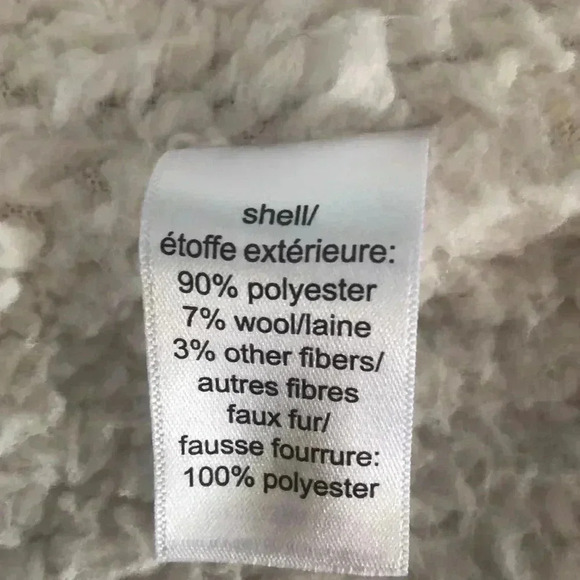 shell/
étoffe extérieure:
90% polyester
7% wool/laine
3% other fibers/
autres fibres
faux fur/
fausse fourrure:
100% polyester